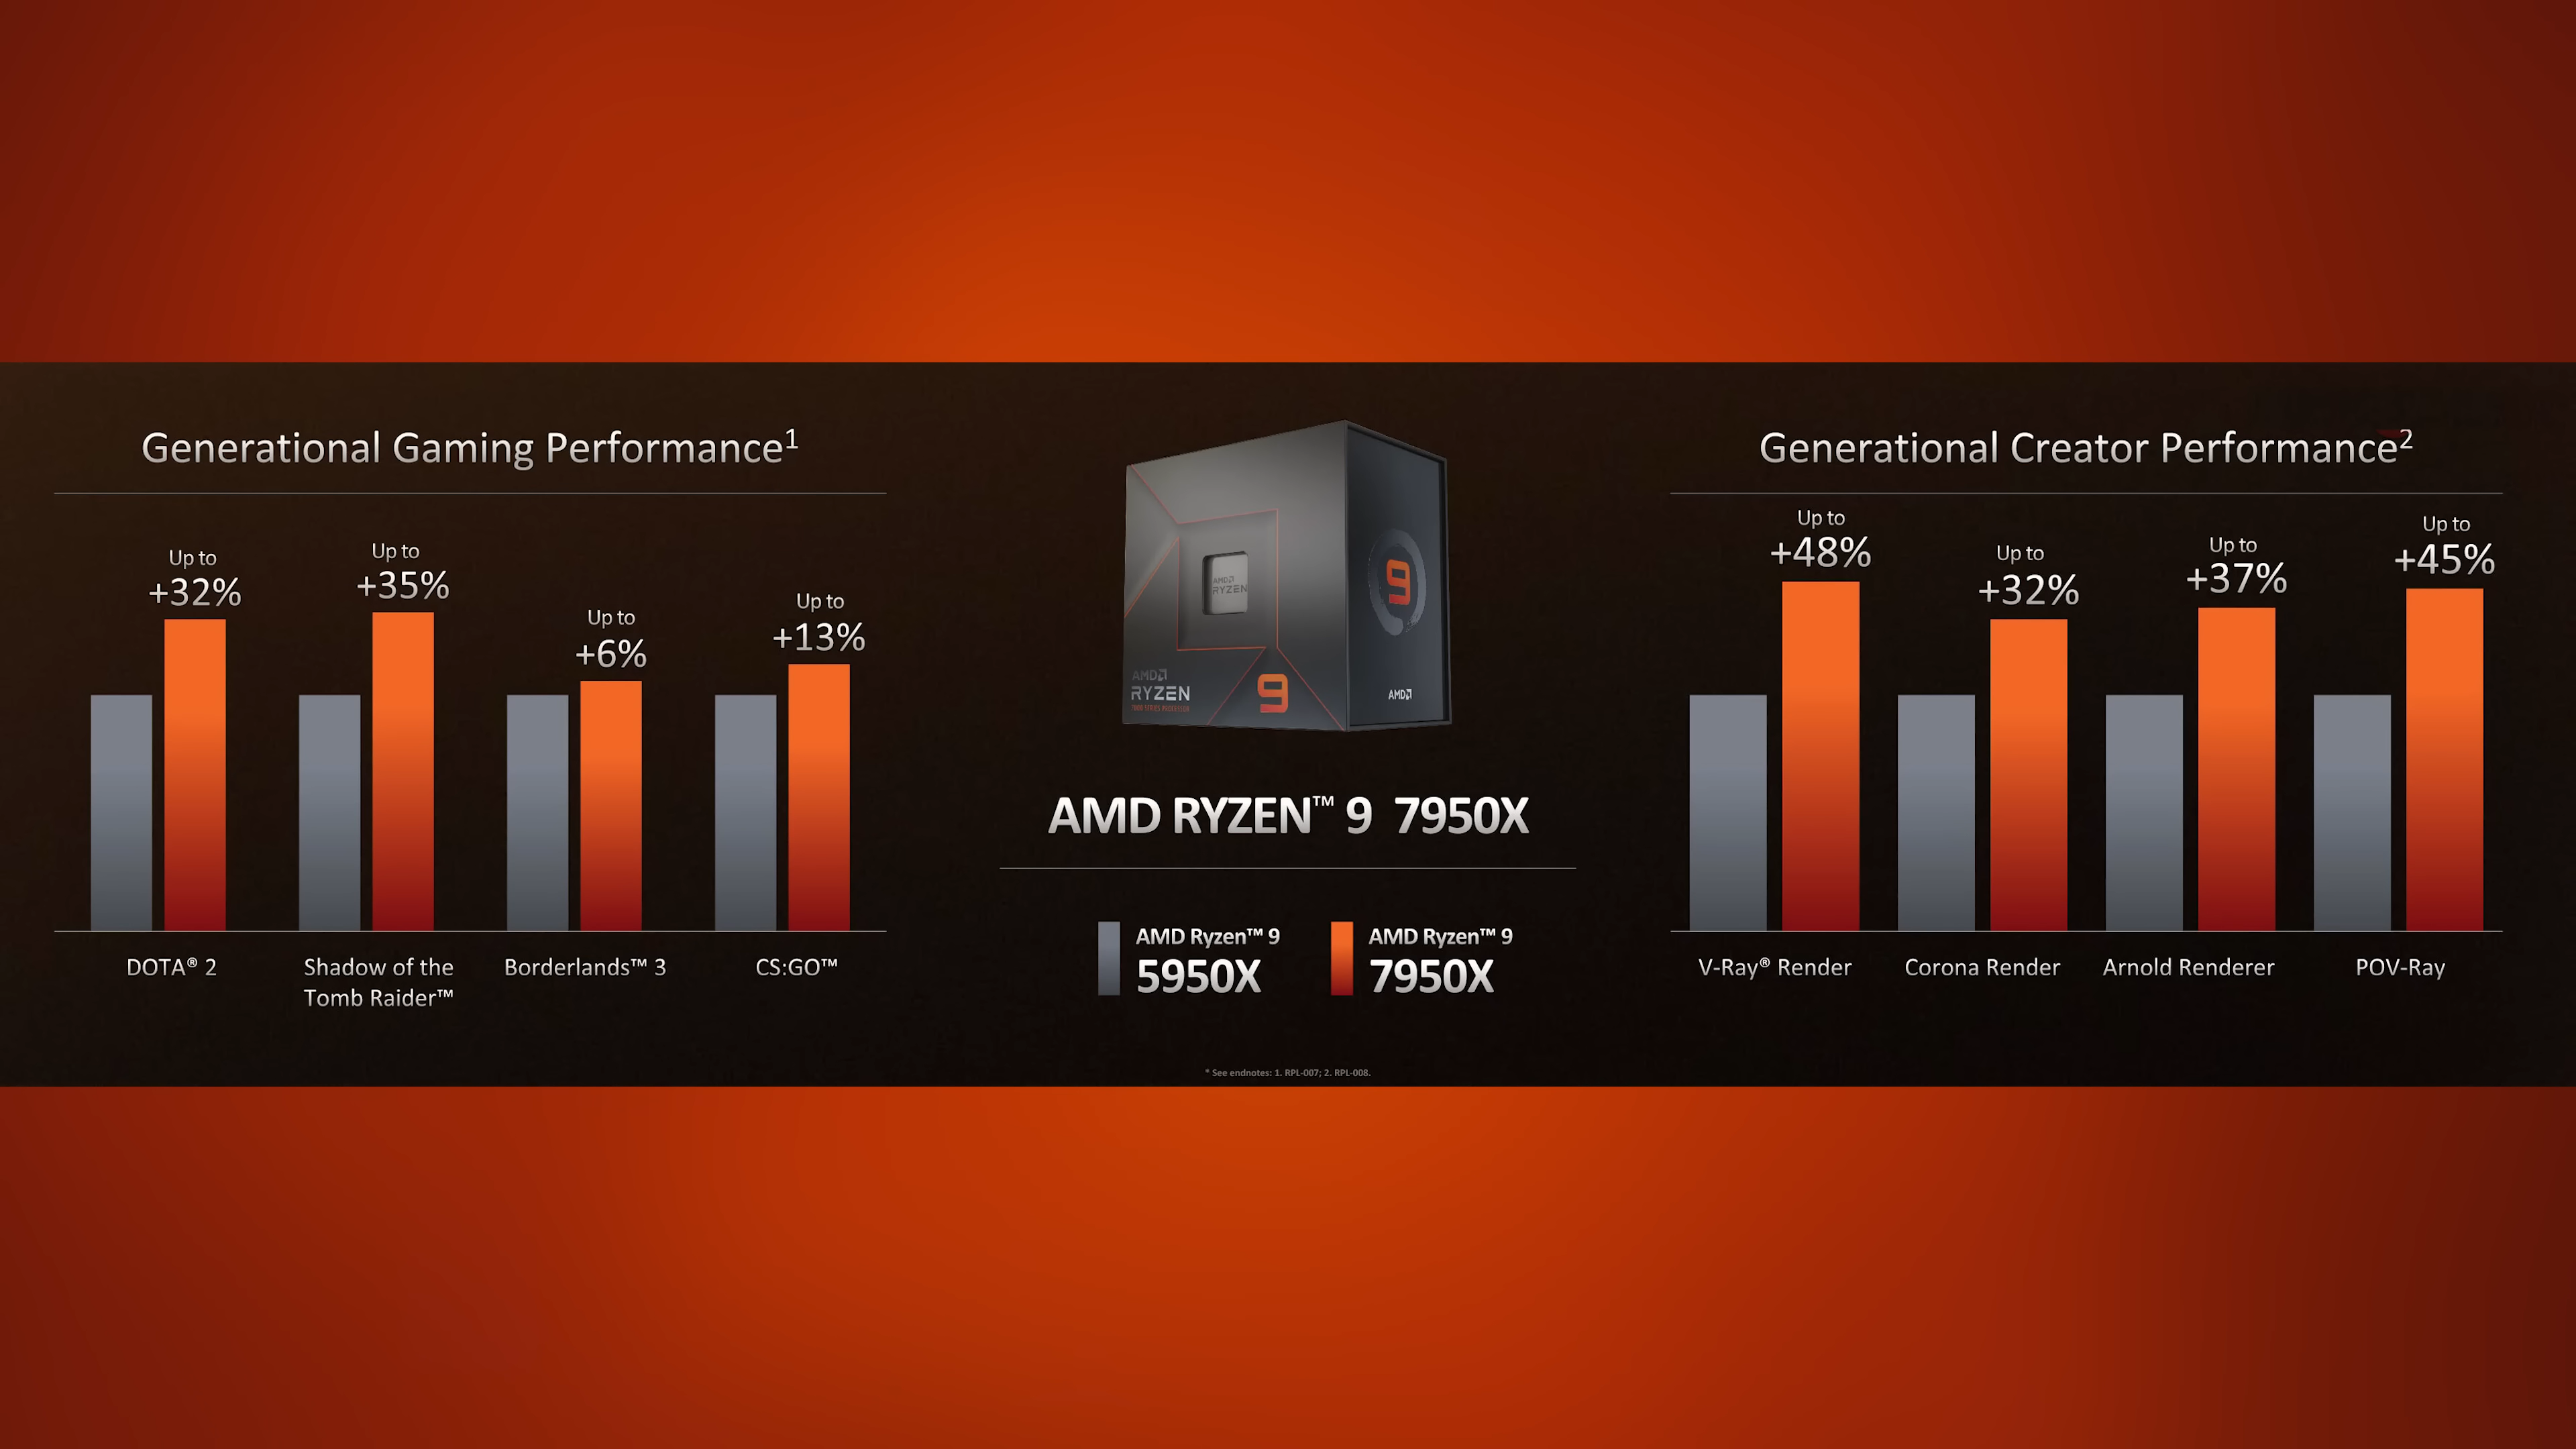 Generational Gaming Performance¹
Up to
+32%
Up to
+35%
Up to
+6%
Up to
+13%
DOTA® 2
Shadow of the
Tomb Raider™
Borderlands™ 3
CS:GO™
AMD
RYZEN
9
AMD
AMD
RYZEN
9
AMD RYZEN™ 9 7950X
AMD Ryzen™ 9
5950X
AMD Ryzen™ 9
7950X
* See endnotes: 1. RPL-007; 2. RPL-008.
Generational Creator Performance²
Up to
+48%
Up to
+32%
Up to
+37%
Up to
+45%
V-Ray® Render
Corona Render
Arnold Renderer
POV-Ray